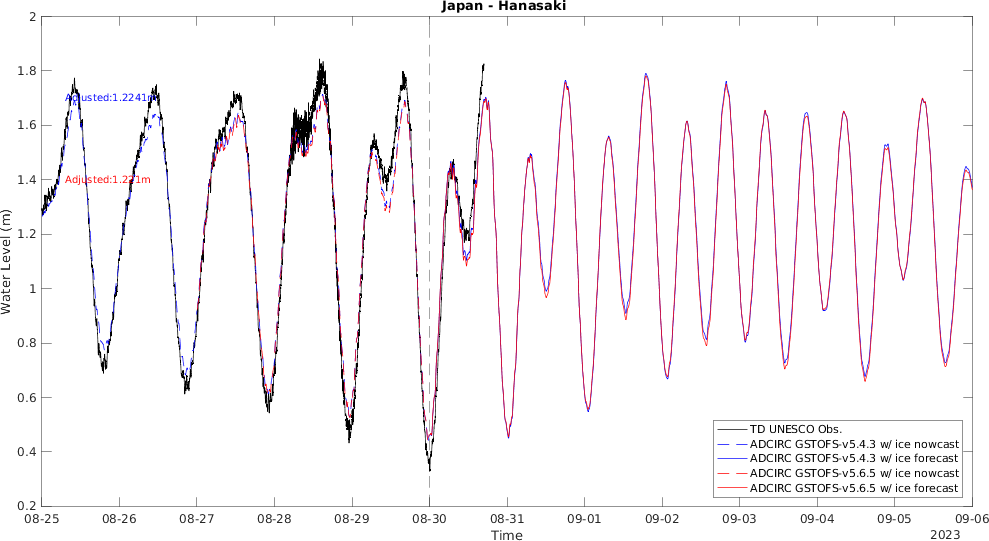 Japan - Hanasaki
2
1.8
1.6
1.4
1.2
1
0.8
0.6
0.4
0.2
Water Level (m)
Adjusted:1.2241m
Adjusted:1.221m
TD UNESCO Obs.
ADCIRC GSTOFS-v5.4.3 w/ ice nowcast
ADCIRC GSTOFS-v5.4.3 w/ ice forecast
ADCIRC GSTOFS-v5.6.5 w/ ice nowcast
ADCIRC GSTOFS-v5.6.5 w/ ice forecast
08-25 08-26 08-27 08-28 08-29 08-30 08-31 09-01 09-02 09-03 09-04 09-05 09-06
Time
2023